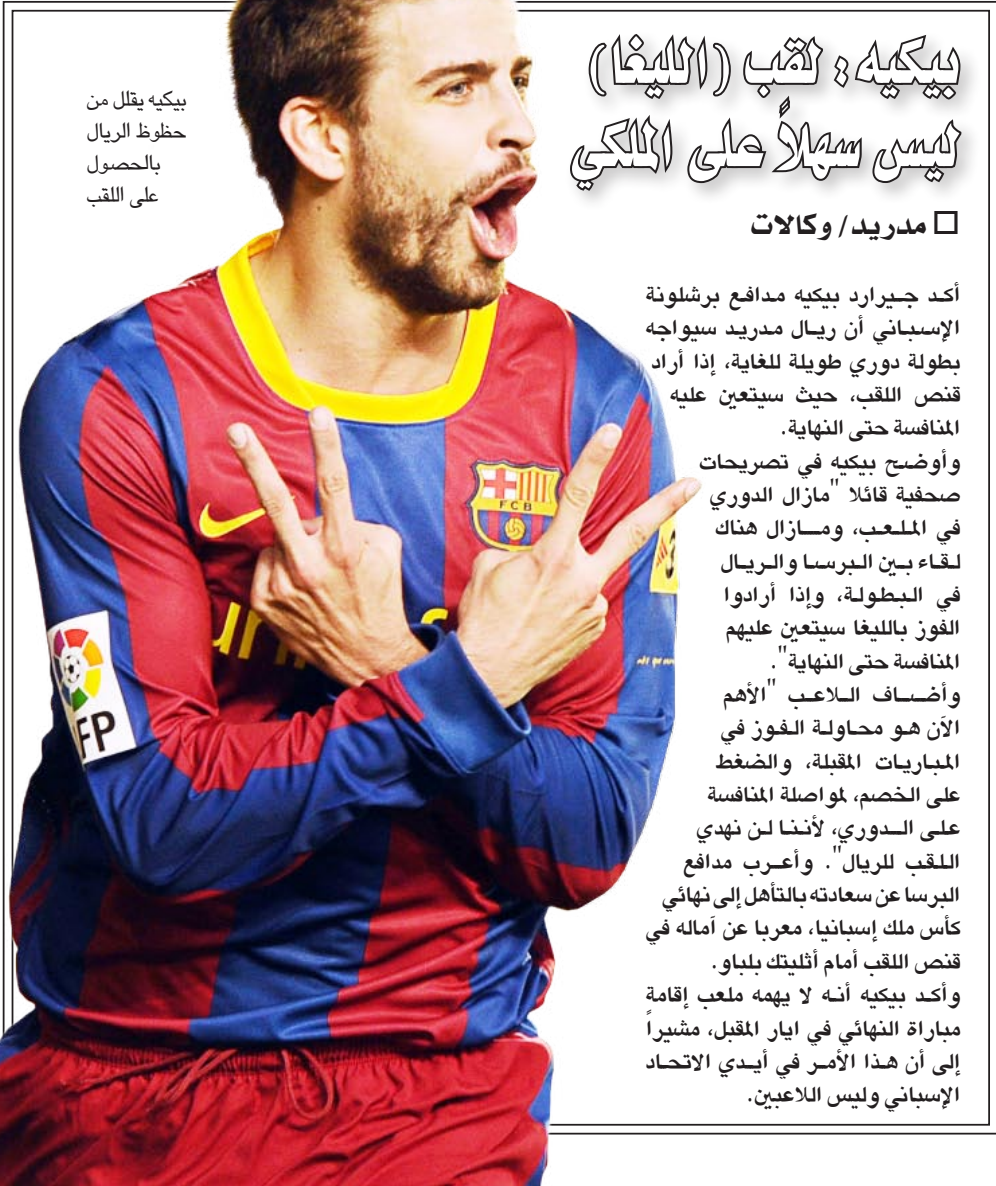 بيكيه : لقب (الليغا)
ليس سهلاً على الملكي
□ مدريد/ وكالات
أكد جيرارد بيكيه مدافع برشلونة
الإسباني أن ريال مدريد سيواجه
بطولة دوري طويلة للغاية، إذا أراد
قنص اللقب، حيث سيتعين عليه
المنافسة حتى النهاية.
وأوضح بيكيه في تصريحات
صحفية قائلا "مازال الدوري
في الملعب، ومازال هناك
لقاء بين البرسا والريال
في البطولة، وإذا أرادوا
الفوز بالليغا سيتعين عليهم
المنافسة حتى النهاية".
وأضاف اللاعب "الأهم
الآن هو محاولة الفوز في
المباريات المقبلة، والضغط
على الخصم، لمواصلة المنافسة
على الدوري، لأننا لن نهدي
اللقب للريال". وأعرب مدافع
البرسا عن سعادته بالتأهل إلى نهائي
كأس ملك إسبانيا، معربا عن آماله في
قنص اللقب أمام أثليتك بلباو.
وأكد بيكيه أنه لا يهمه ملعب إقامة
مباراة النهائي في ايار المقبل، مشيراً
إلى أن هذا الأمر في أيدي الاتحاد
الإسباني وليس اللاعبين.
بيكيه يقلل من
حظوظ الريال
بالحصول
على اللقب
FCB
FP